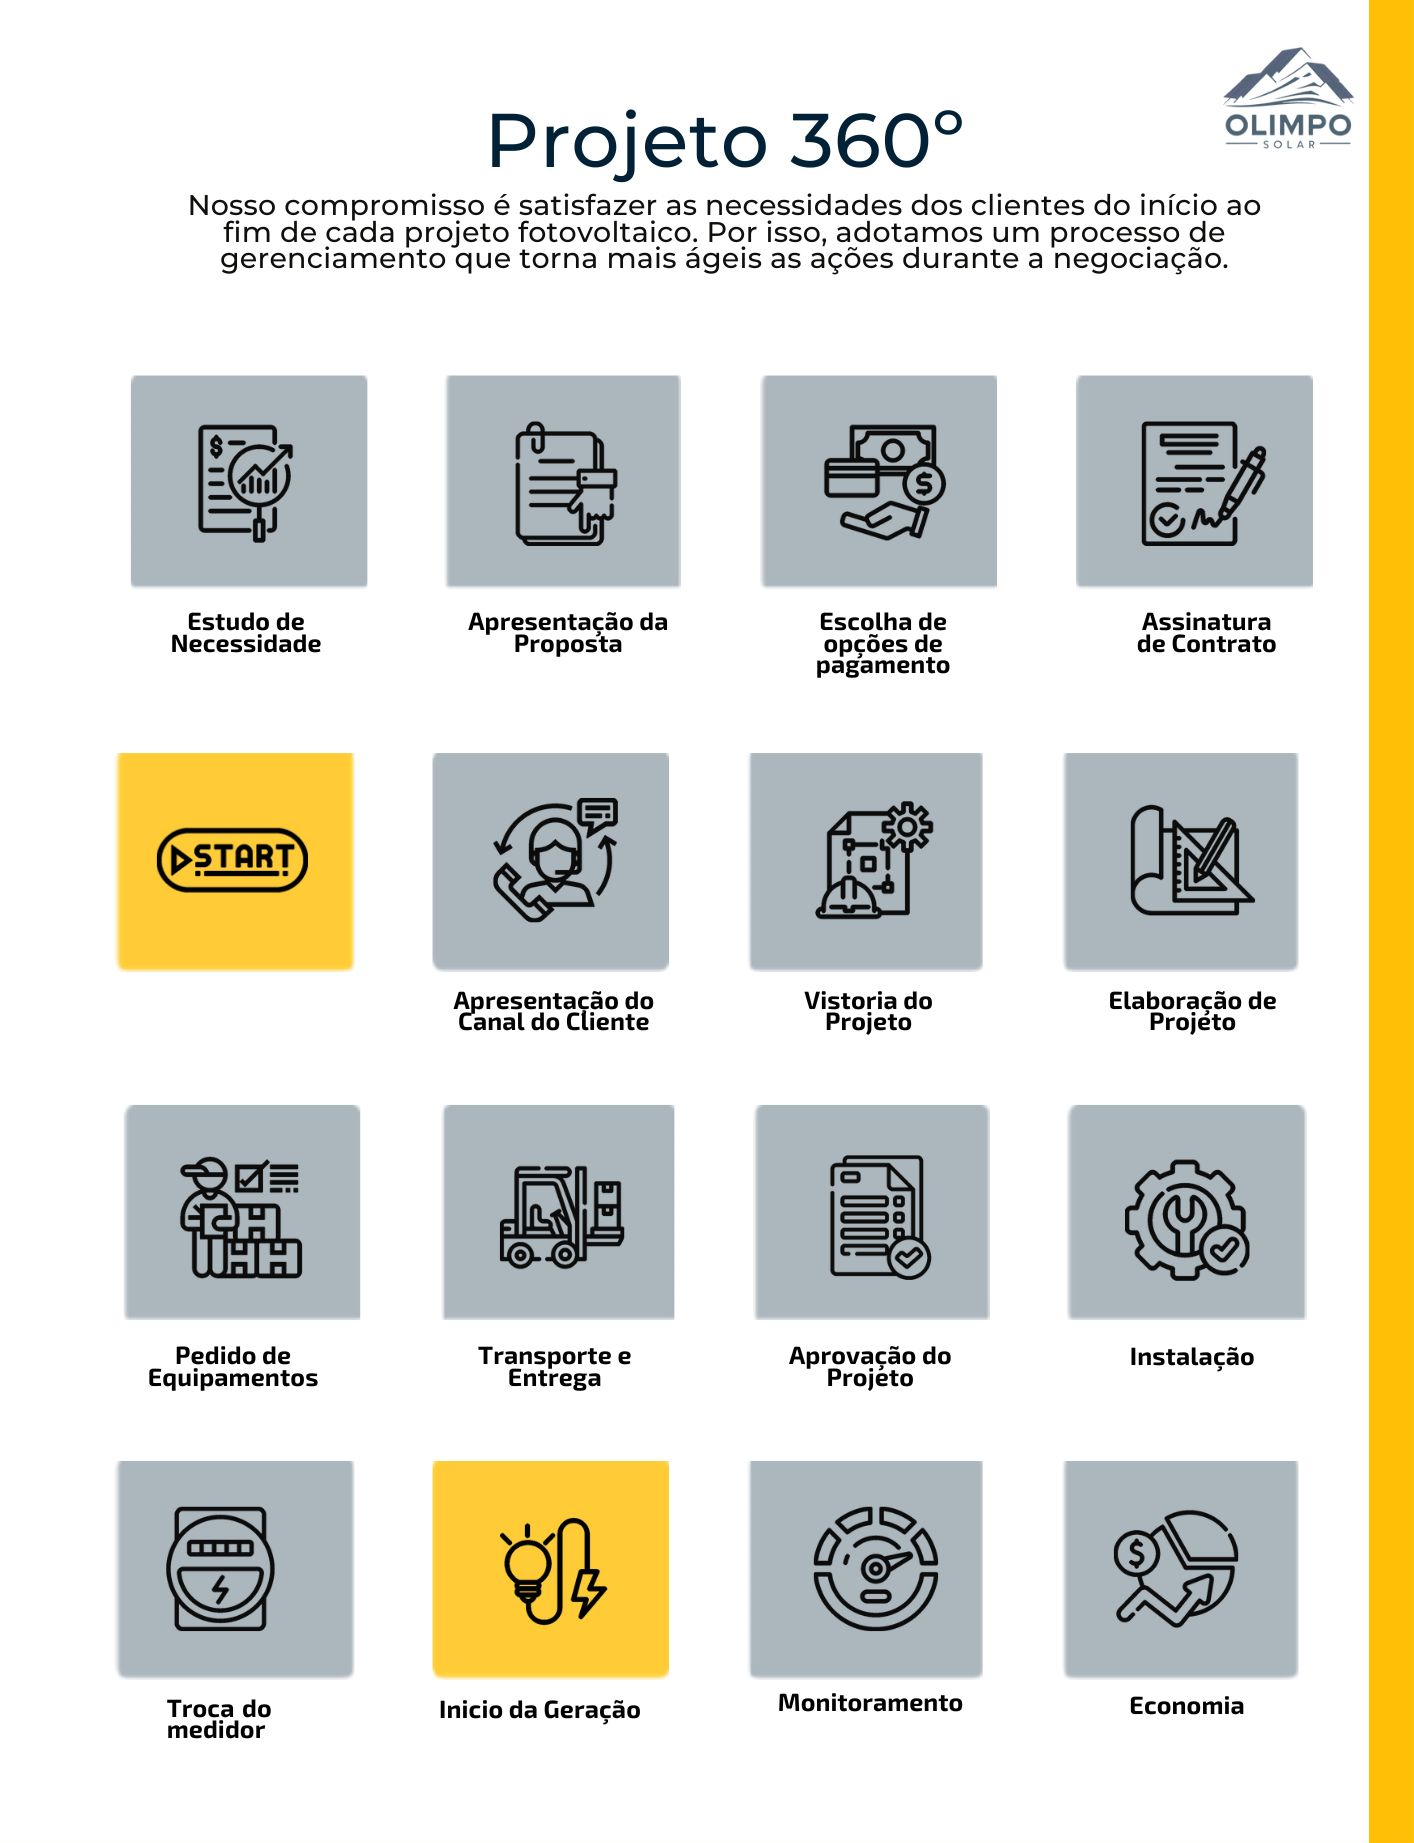 OLIMPO
SOLAR
Projeto 360º
Nosso compromisso é satisfazer as necessidades dos clientes do início ao
fim de cada projeto fotovoltaico. Por isso, adotamos um processo de
gerenciamento que torna mais ágeis as ações durante a negociação.
$
$
Estudo de
Necessidade
Apresentação da
Proposta
Escolha de
opções de
pagamento
Assinatura
de Contrato
START
Apresentação do
Canal do Cliente
Vistoria do
Projeto
Elaboração de
Projeto
Pedido de
Equipamentos
Transporte e
Entrega
Aprovação do
Projeto
Instalação
$
Troca do
medidor
Inicio da Geração
Monitoramento
Economia